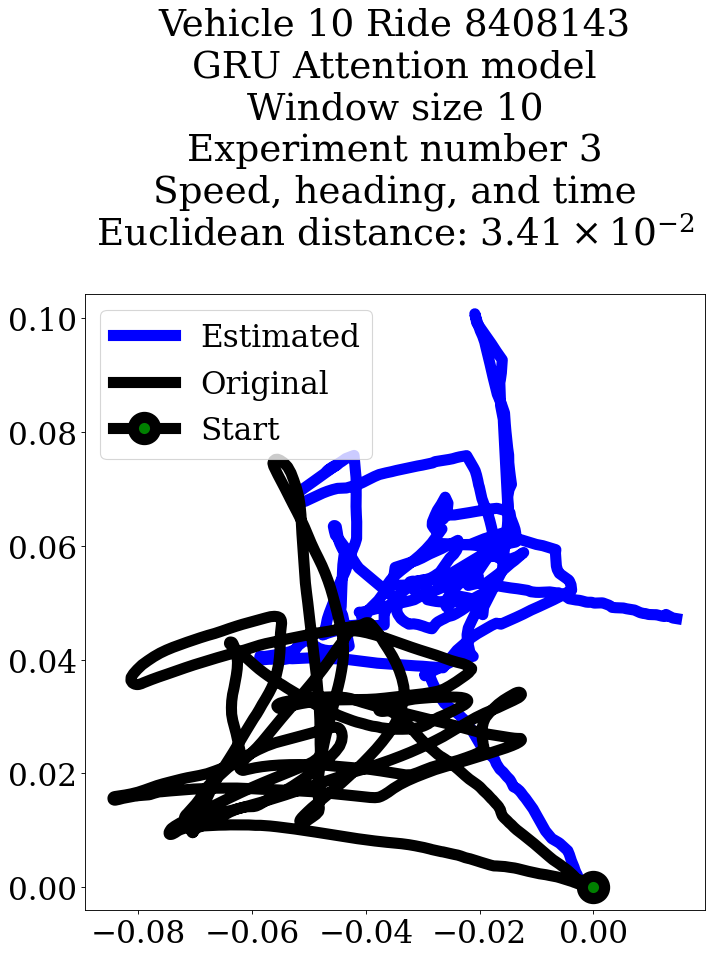 Vehicle 10 Ride 8408143
GRU Attention model
Window size 10
Experiment number 3
Speed, heading, and time
Euclidean distance: 3.41 × 10⁻²
Estimated
Original
Start
0.10
0.08
0.06
0.04
0.02
0.00
−0.08 −0.06 −0.04 −0.02 0.00